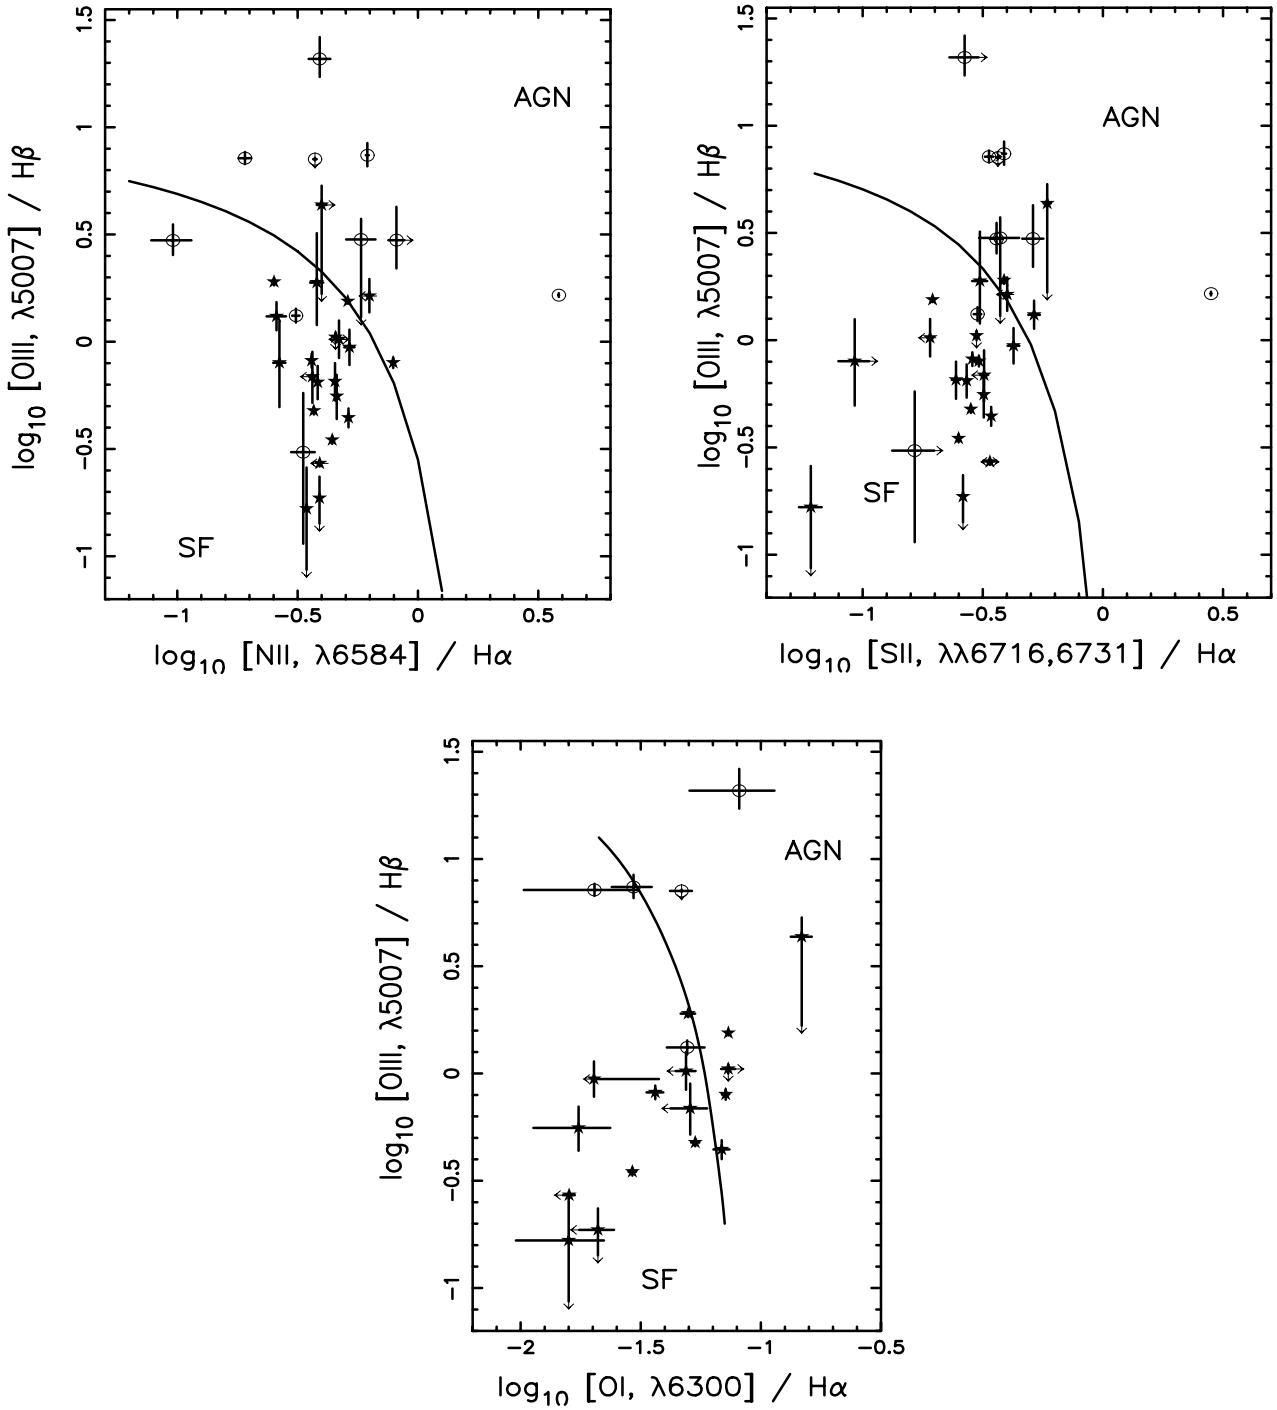 1.5
1
0.5
0
−0.5
−1
log10 [OIII, λ5007] / Hβ
AGN
SF
−1 −0.5 0 0.5
log10 [NII, λ6584] / Hα
1.5
1
0.5
0
−0.5
−1
log10 [OIII, λ5007] / Hβ
AGN
SF
−1 −0.5 0 0.5
log10 [SII, λλ6716,6731] / Hα
1.5
1
0.5
0
−0.5
−1
log10 [OIII, λ5007] / Hβ
AGN
SF
−2 −1.5 −1 −0.5
log10 [OI, λ6300] / Hα